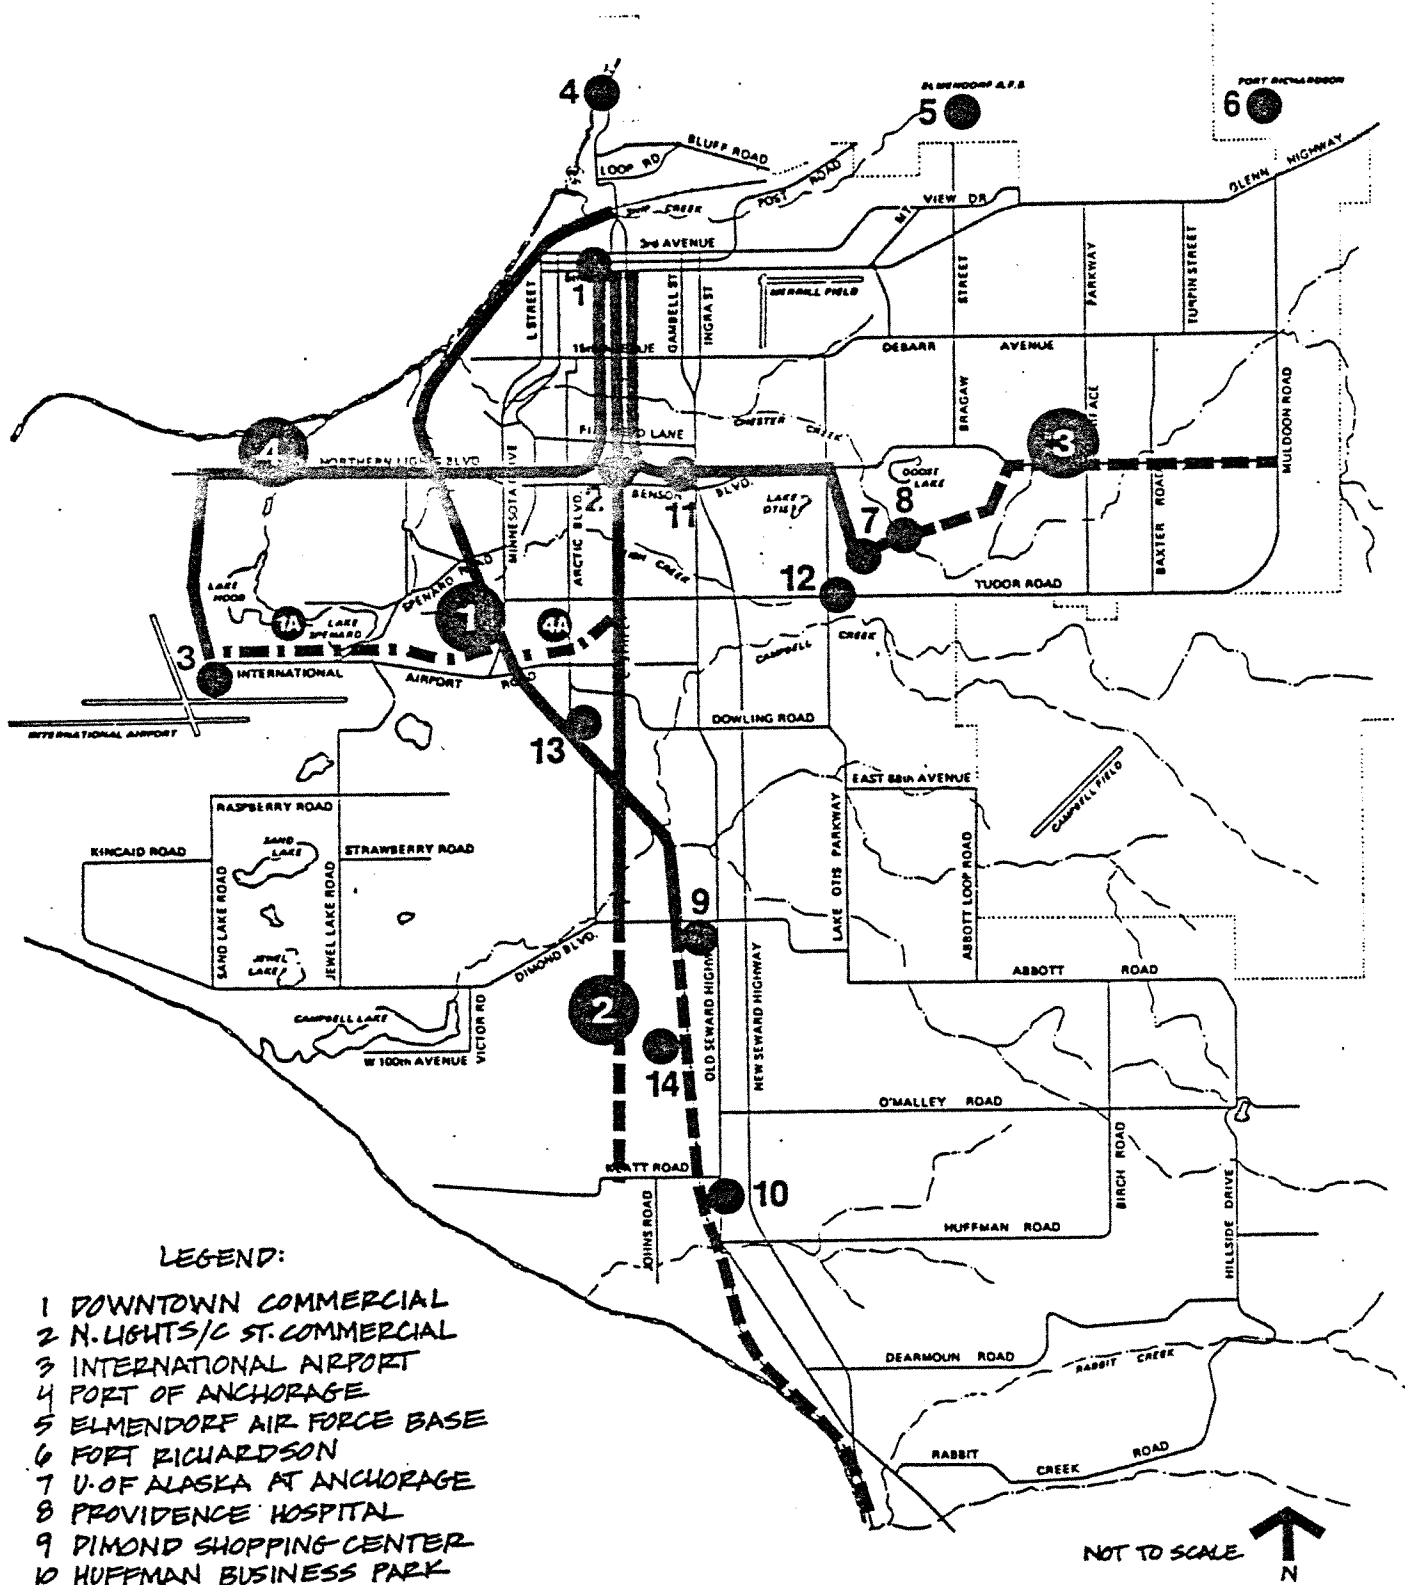 4
ELMENDORF A.F.B.
5
FORT RICHARDSON
6
BLUFF ROAD
LOOP RD
GLENN HIGHWAY
POST ROAD
SHIP CREEK
MT. VIEW DR
3rd AVENUE
1
L STREET
GAMBELL ST
INGRA ST
MERRILL FIELD
STREET
PARKWAY
TURPIN STREET
DEBARR AVENUE
BRAGAW
MULDOON ROAD
CHESTER CREEK
LANE
4
3
NORTHERN LIGHTS BLVD
2
BENSON BLVD.
11
LAKE OTIS
GOOSE LAKE
8
7
MINNESOTA
ARCTIC BLVD.
BAXTER ROAD
CREEK
SPENARD ROAD
LAKE HOOD
12
TUDOR ROAD
1A
LAKE SPENARD
1
4A
CAMPBELL CREEK
3
INTERNATIONAL AIRPORT ROAD
INTERNATIONAL AIRPORT
13
DOWLING ROAD
EAST 68th AVENUE
CAMPBELL FIELD
RASPBERRY ROAD
SAND LAKE
KINCAID ROAD
STRAWBERRY ROAD
SAND LAKE ROAD
JEWEL LAKE ROAD
LAKE OTIS PARKWAY
ABBOTT LOOP ROAD
9
JEWEL LAKE
DIMOND BLVD.
ABBOTT ROAD
CAMPBELL LAKE
W 100th AVENUE
VICTOR RD
2
14
OLD SEWARD HIGHWAY
NEW SEWARD HIGHWAY
O'MALLEY ROAD
KLATT ROAD
10
BIRCH ROAD
HILLSIDE DRIVE
JOHNS ROAD
HUFFMAN ROAD
DEARMOUN ROAD
RABBIT CREEK
RABBIT CREEK ROAD
LEGEND:
1 DOWNTOWN COMMERCIAL
2 N. LIGHTS/C ST. COMMERCIAL
3 INTERNATIONAL AIRPORT
4 PORT OF ANCHORAGE
5 ELMENDORF AIR FORCE BASE
6 FORT RICHARDSON
7 U. OF ALASKA AT ANCHORAGE
8 PROVIDENCE HOSPITAL
9 DIMOND SHOPPING CENTER
10 HUFFMAN BUSINESS PARK
NOT TO SCALE
N